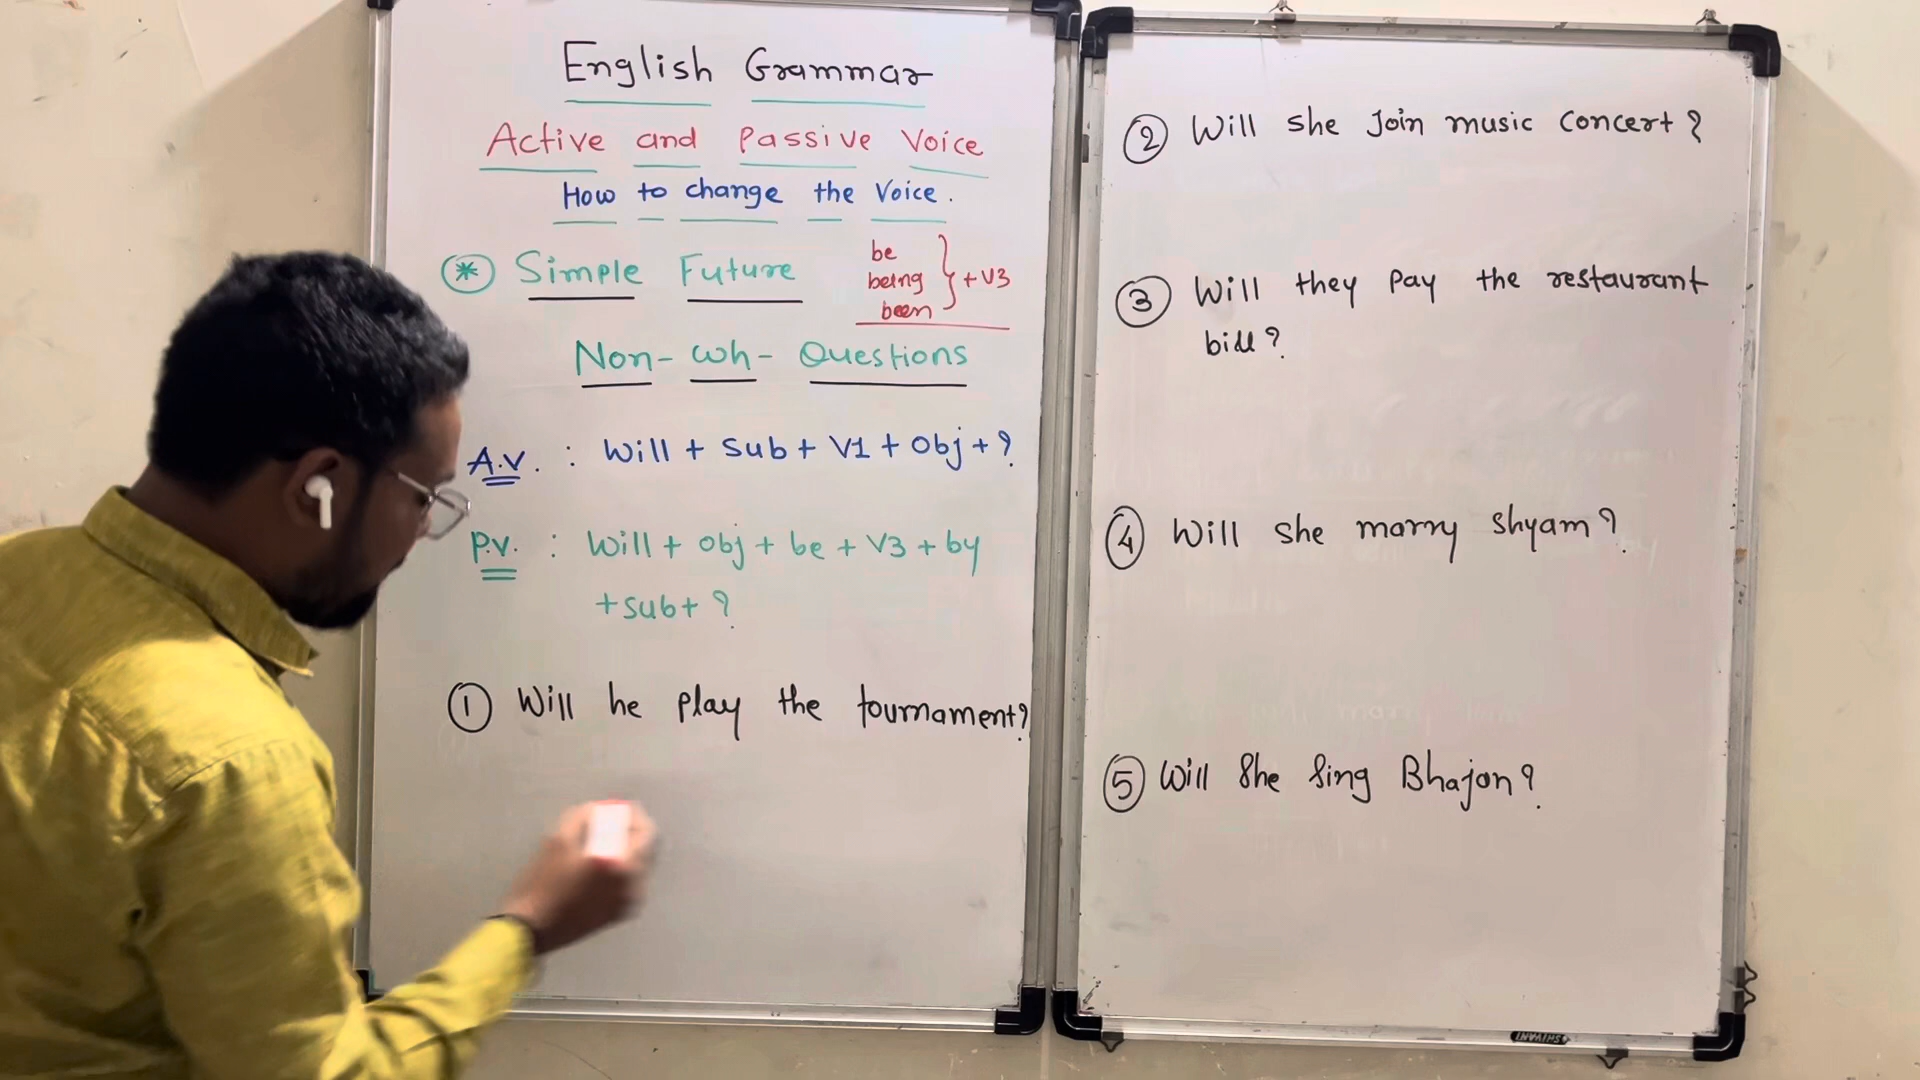 English Grammar
Active and Passive Voice
How to change the Voice.
* Simple Future
be
being } + V3
been
Non-Wh-Questions
A.V. : Will + Sub + V1 + Obj + ?
P.V. : Will + Obj + be + V3 + by
+ Sub + ?
① Will he play the tournament?
② Will she Join music concert?
③ Will they pay the restaurant
bill?
④ Will she marry shyam?
⑤ Will She Sing Bhajan?
SHIVANI